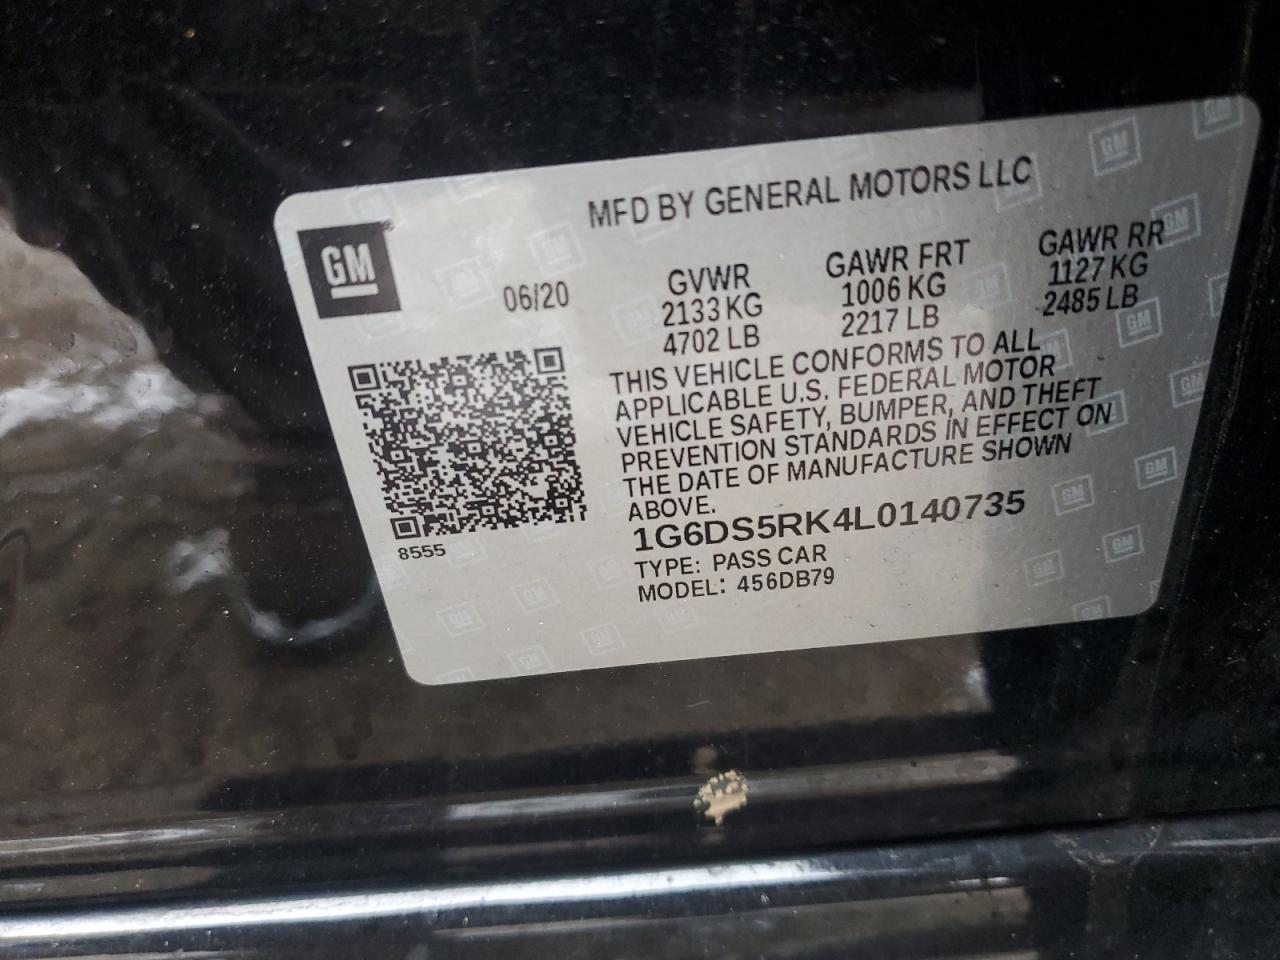 MFD BY GENERAL MOTORS LLC
GM®
06/20
GVWR
2133 KG
4702 LB
GAWR FRT
1006 KG
2217 LB
GAWR RR
1127 KG
2485 LB
THIS VEHICLE CONFORMS TO ALL
APPLICABLE U.S. FEDERAL MOTOR
VEHICLE SAFETY, BUMPER, AND THEFT
PREVENTION STANDARDS IN EFFECT ON
THE DATE OF MANUFACTURE SHOWN
ABOVE.
8555
1G6DS5RK4L0140735
TYPE: PASS CAR
MODEL: 456DB79